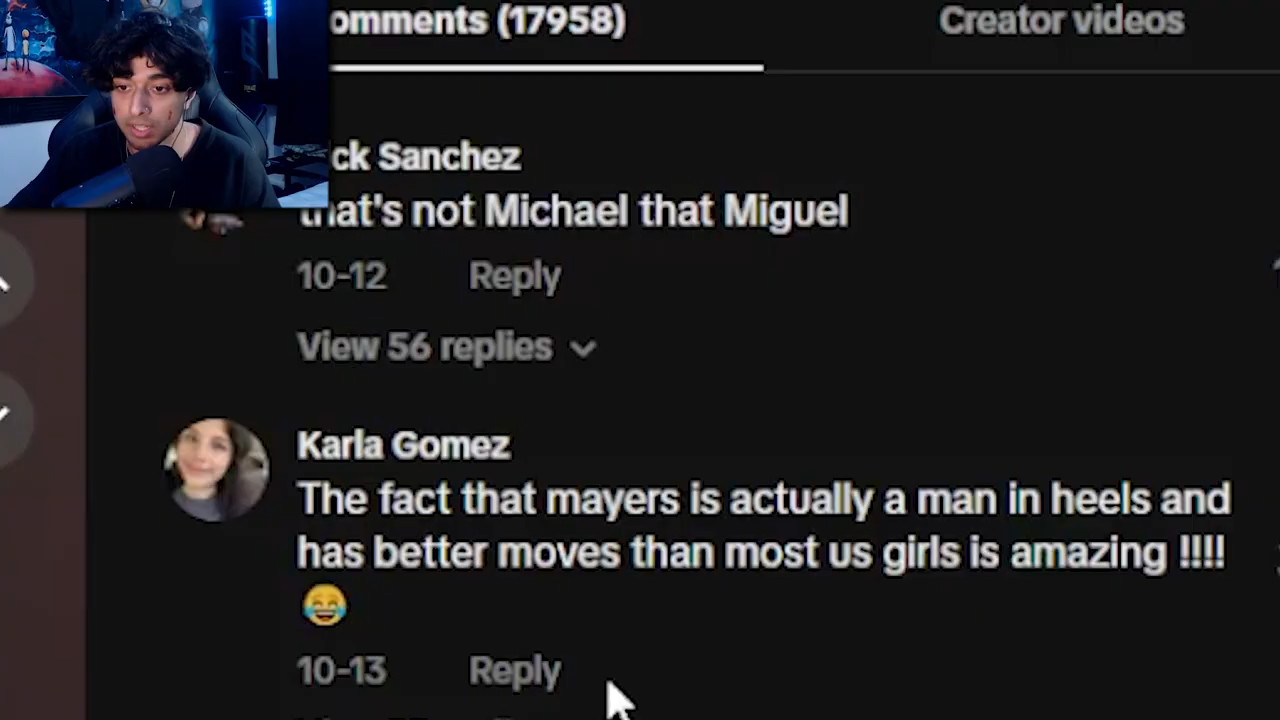 omments (17958)
Creator videos
ck Sanchez
that's not Michael that Miguel
10-12 Reply
View 56 replies
Karla Gomez
The fact that mayers is actually a man in heels and
has better moves than most us girls is amazing !!!!
😂
10-13 Reply